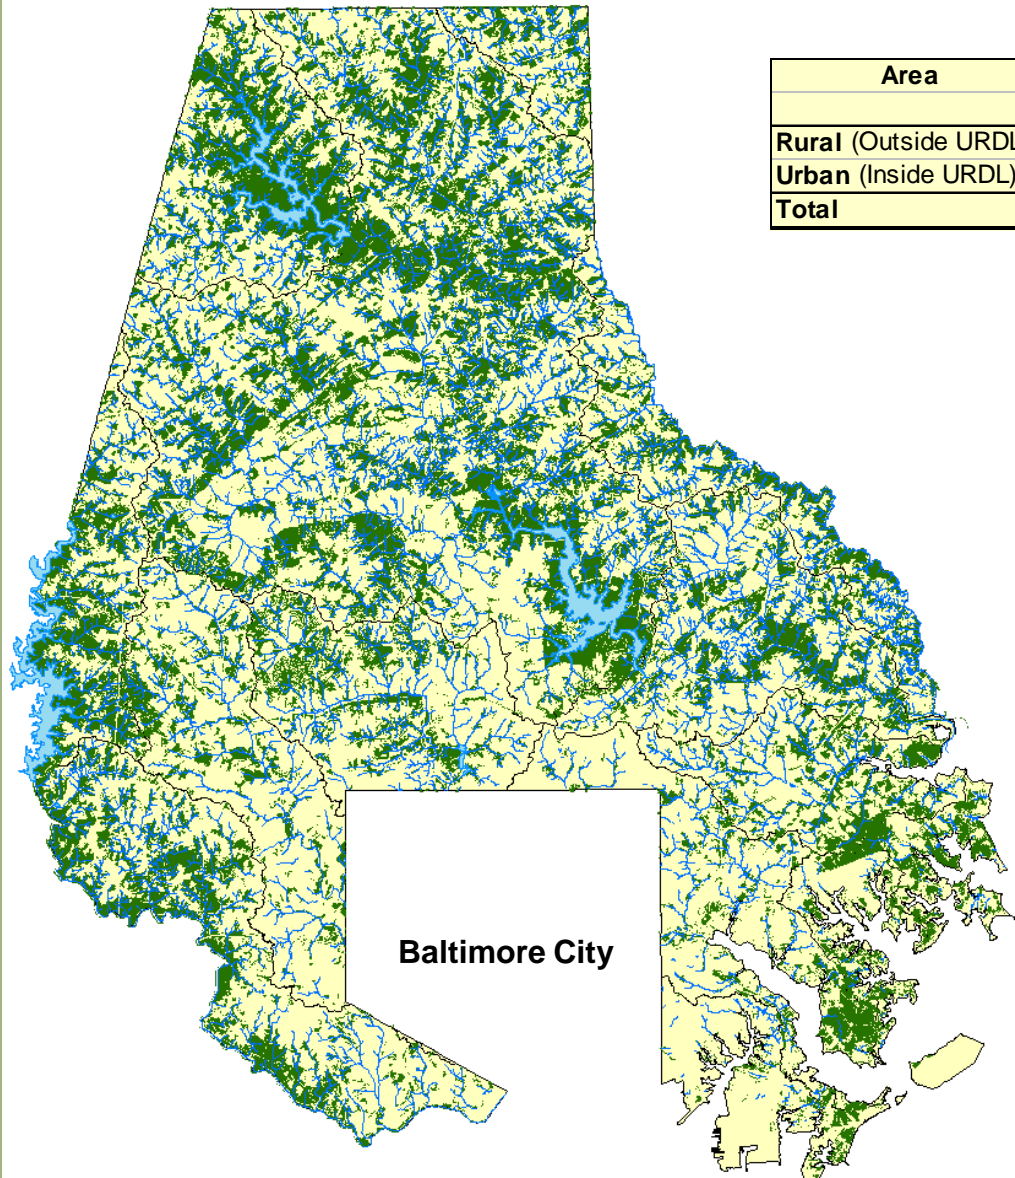 Area
Rural (Outside URDL
Urban (Inside URDL)
Total
Baltimore City